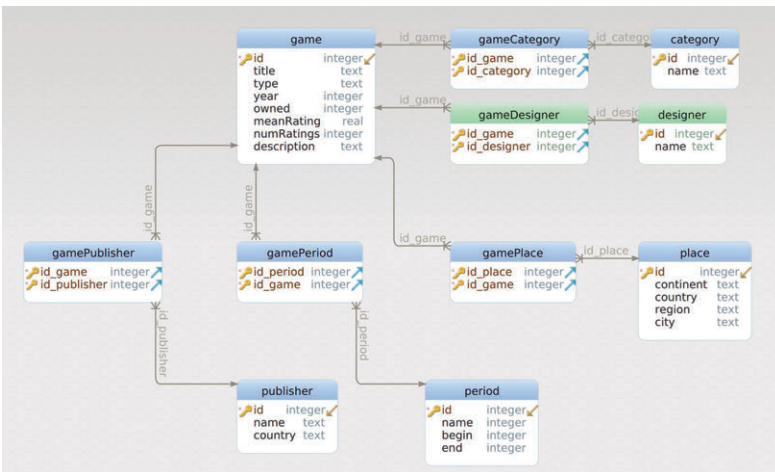 game
id integer
title text
type text
year integer
owned integer
meanRating real
numRatings integer
description text
id_game
gameCategory
id_game integer
id_category integer
id_catego
category
id integer
name text
id_game
gameDesigner
id_game integer
id_designer integer
id_desig
designer
id integer
name text
id_game
gamePublisher
id_game integer
id_publisher integer
id_game
gamePeriod
id_period integer
id_game integer
id_game
gamePlace
id_place integer
id_game integer
id_place
place
id integer
continent text
country text
region text
city text
id_publisher
publisher
id integer
name text
country text
id_period
period
id integer
name integer
begin integer
end integer